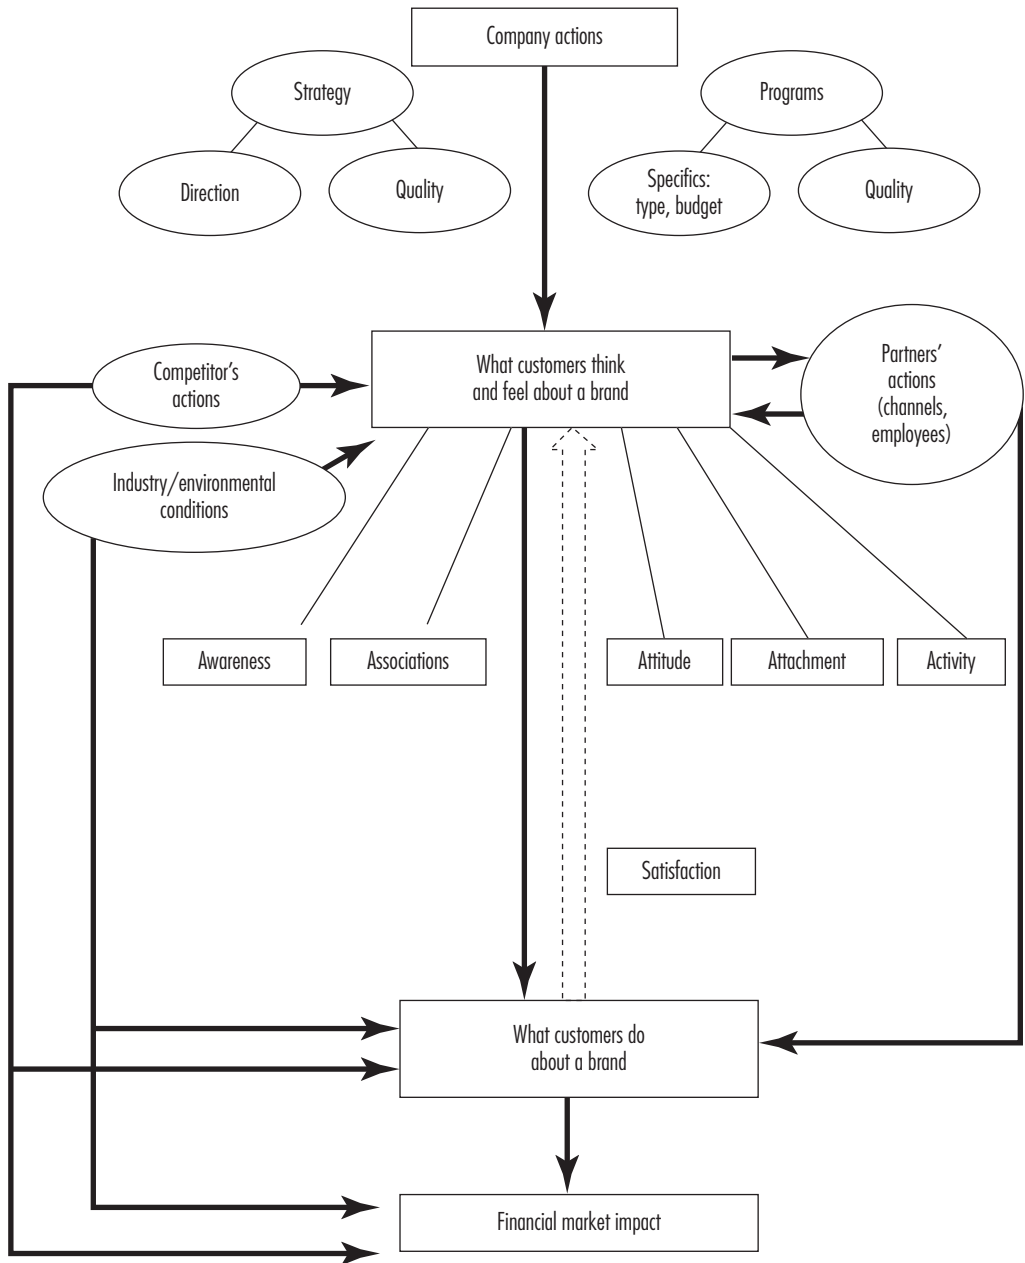 Company actions
Strategy
Programs
Direction
Quality
Specifics:
type, budget
Quality
What customers think
and feel about a brand
Competitor's
actions
Partners'
actions
(channels,
employees)
Industry/environmental
conditions
Awareness
Associations
Attitude
Attachment
Activity
Satisfaction
What customers do
about a brand
Financial market impact